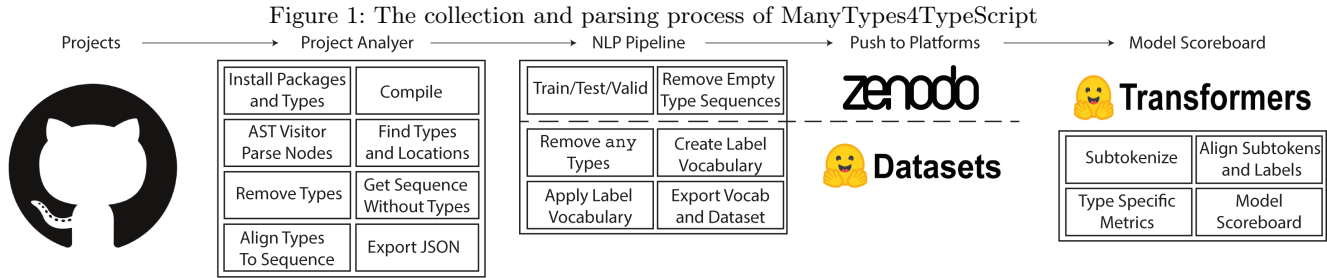 Figure 1: The collection and parsing process of ManyTypes4TypeScript
Projects
Project Analyer
NLP Pipeline
Push to Platforms
Model Scoreboard
Install Packages
and Types
Compile
AST Visitor
Parse Nodes
Find Types
and Locations
Remove Types
Get Sequence
Without Types
Align Types
To Sequence
Export JSON
Train/Test/Valid
Remove Empty
Type Sequences
Remove any
Types
Create Label
Vocabulary
Apply Label
Vocabulary
Export Vocab
and Dataset
zenodo
Datasets
Transformers
Subtokenize
Align Subtokens
and Labels
Type Specific
Metrics
Model
Scoreboard